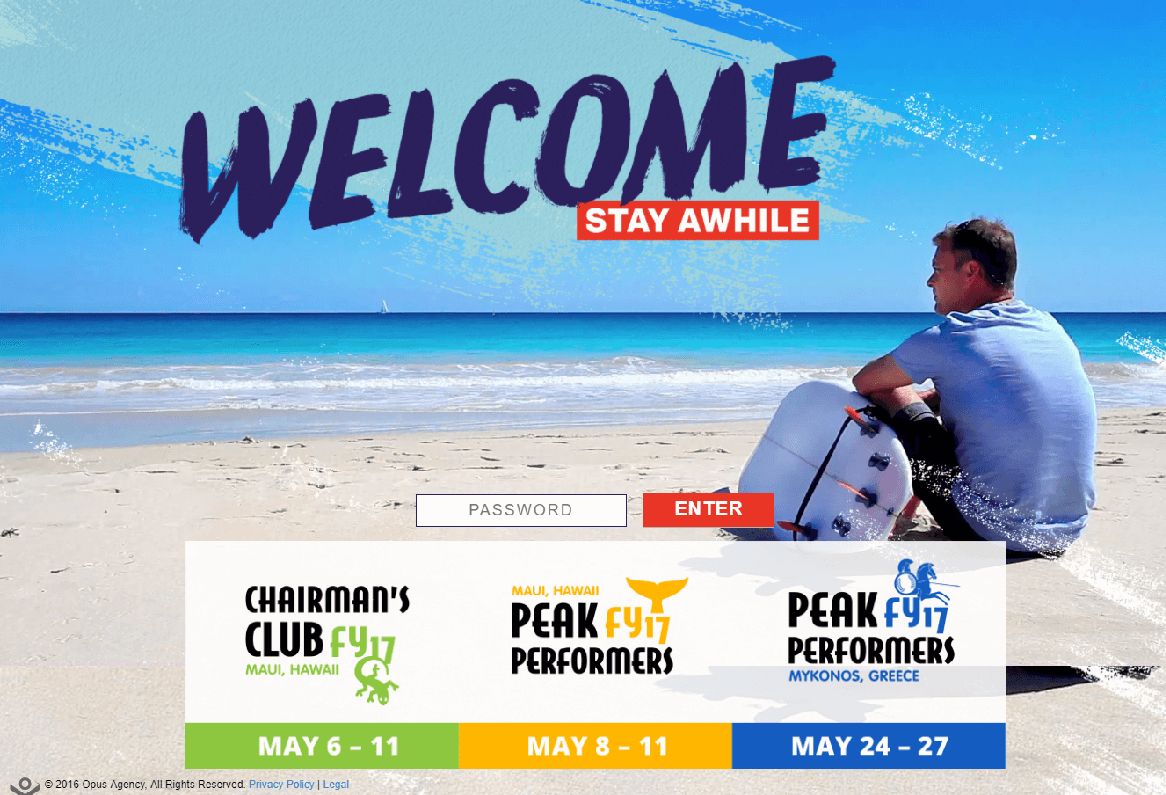 WELCOME
STAY AWHILE
PASSWORD
ENTER
CHAIRMAN'S
CLUB FY17
MAUI, HAWAII
MAUI, HAWAII
PEAK FY17
PERFORMERS
PEAK FY17
PERFORMERS
MYKONOS, GREECE
MAY 6 – 11
MAY 8 – 11
MAY 24 – 27
© 2016 Opus Agency, All Rights Reserved. Privacy Policy | Legal